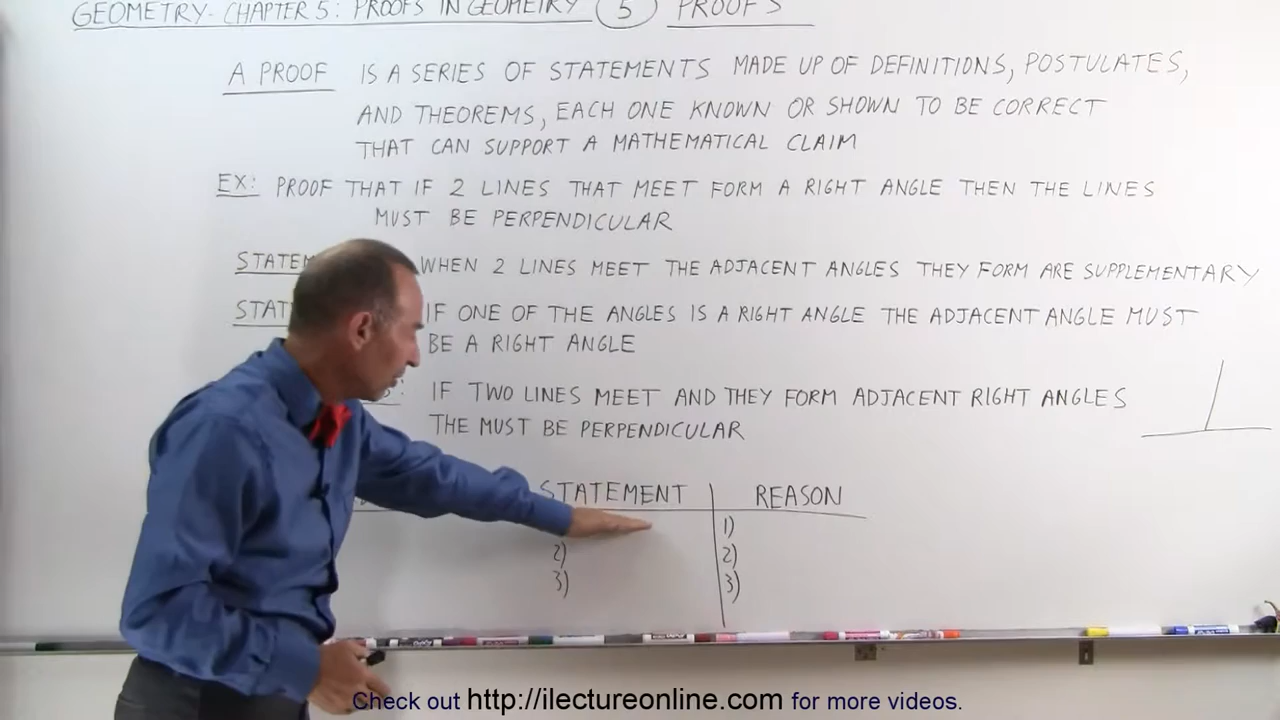 GEOMETRY- CHAPTER 5: PROOFS IN GEOMETRY 5 PROOFS
A PROOF IS A SERIES OF STATEMENTS MADE UP OF DEFINITIONS, POSTULATES,
AND THEOREMS, EACH ONE KNOWN OR SHOWN TO BE CORRECT
THAT CAN SUPPORT A MATHEMATICAL CLAIM
EX: PROOF THAT IF 2 LINES THAT MEET FORM A RIGHT ANGLE THEN THE LINES
MUST BE PERPENDICULAR
WHEN 2 LINES MEET THE ADJACENT ANGLES THEY FORM ARE SUPPLEMENTARY
IF ONE OF THE ANGLES IS A RIGHT ANGLE THE ADJACENT ANGLE MUST
BE A RIGHT ANGLE
IF TWO LINES MEET AND THEY FORM ADJACENT RIGHT ANGLES
THE MUST BE PERPENDICULAR
STATEMENT REASON
1)
2) 2)
3) 3)
Check out http://ilectureonline.com for more videos.